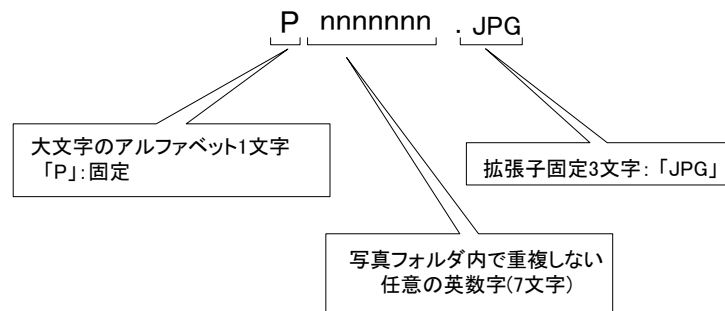 P nnnnnnn . JPG
大文字のアルファベット1文字
「P」:固定
拡張子固定3文字:「JPG」
写真フォルダ内で重複しない
任意の英数字(7文字)